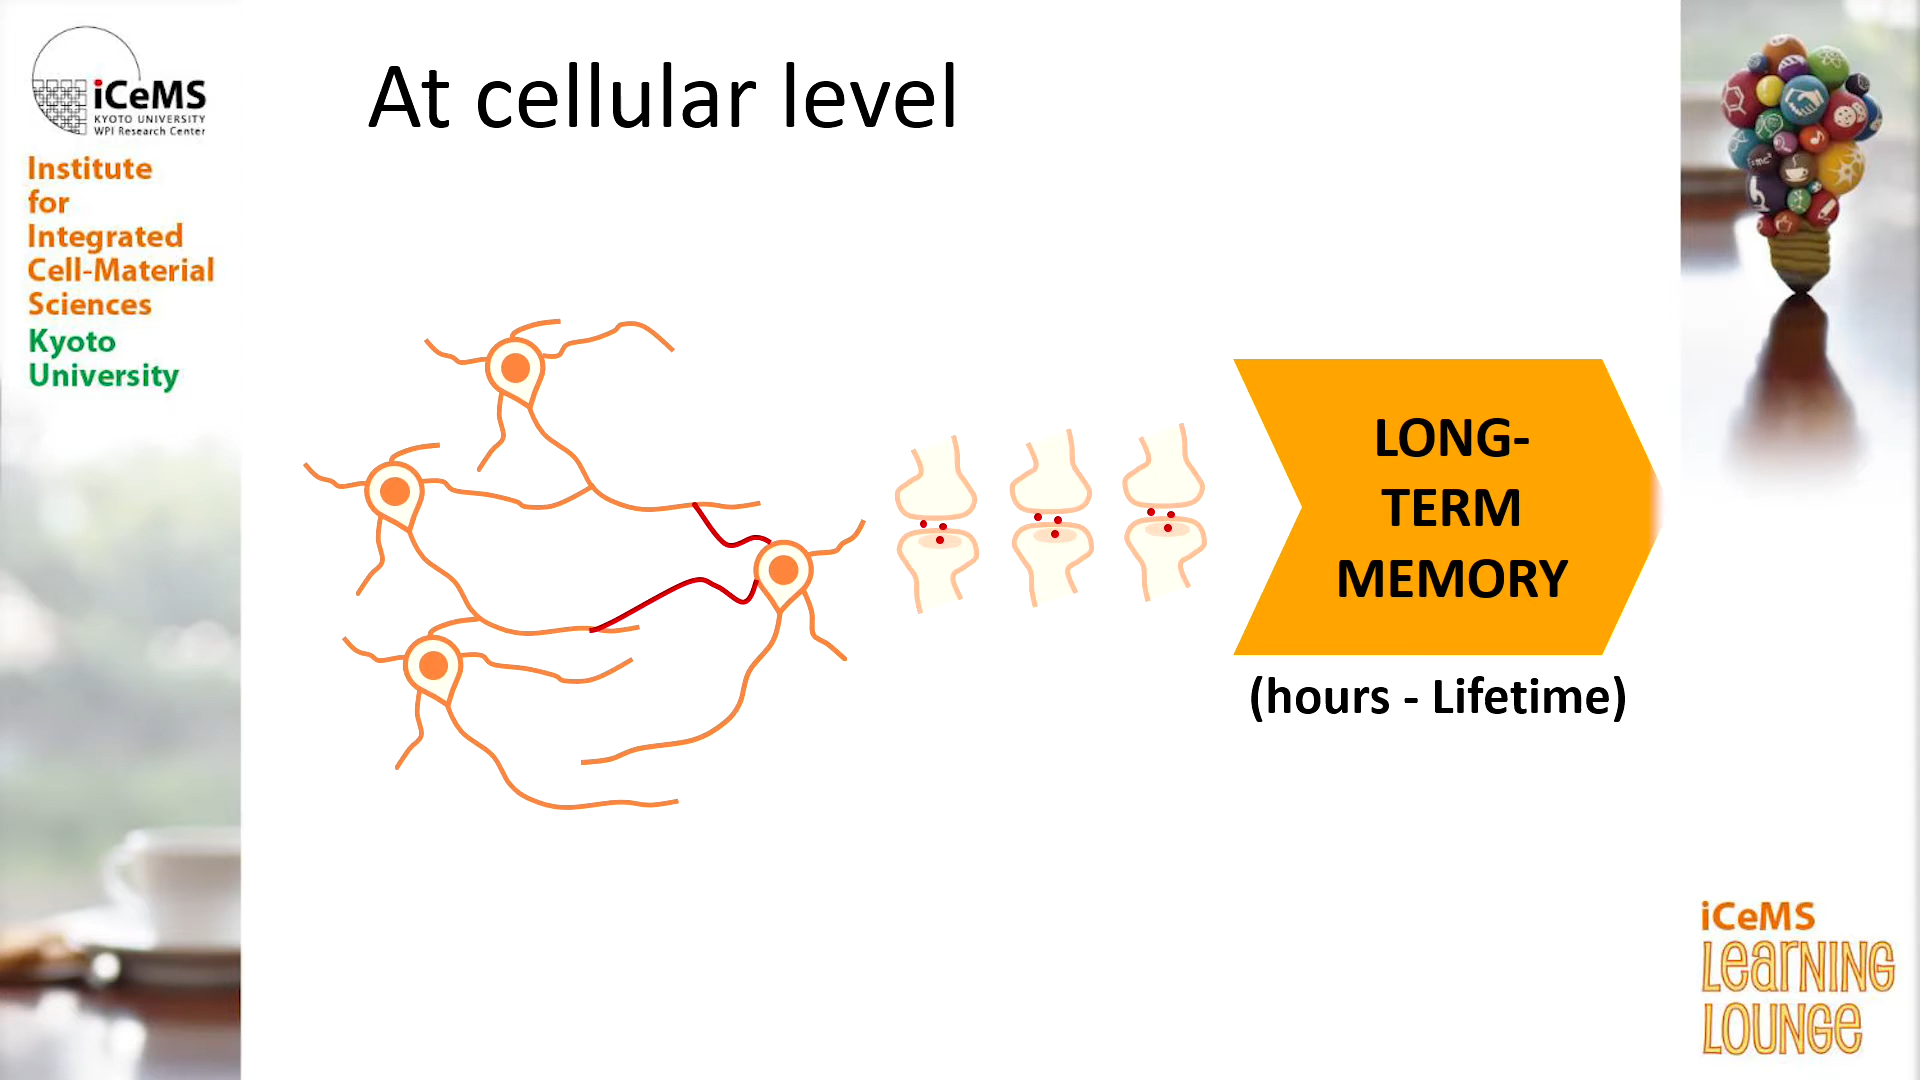 iCeMS
KYOTO UNIVERSITY
WPI Research Center
Institute
for
Integrated
Cell-Material
Sciences
Kyoto
University
At cellular level
LONG-
TERM
MEMORY
(hours - Lifetime)
iCeMS
LearNING
LOUNGe